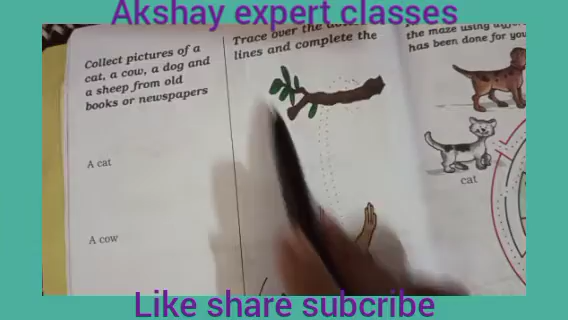 Akshay expert classes
Collect pictures of a
cat, a cow, a dog and
a sheep from old
books or newspapers
A cat
A cow
Trace over the
lines and complete the
the maze using
has been done for you
cat
Like share subcribe